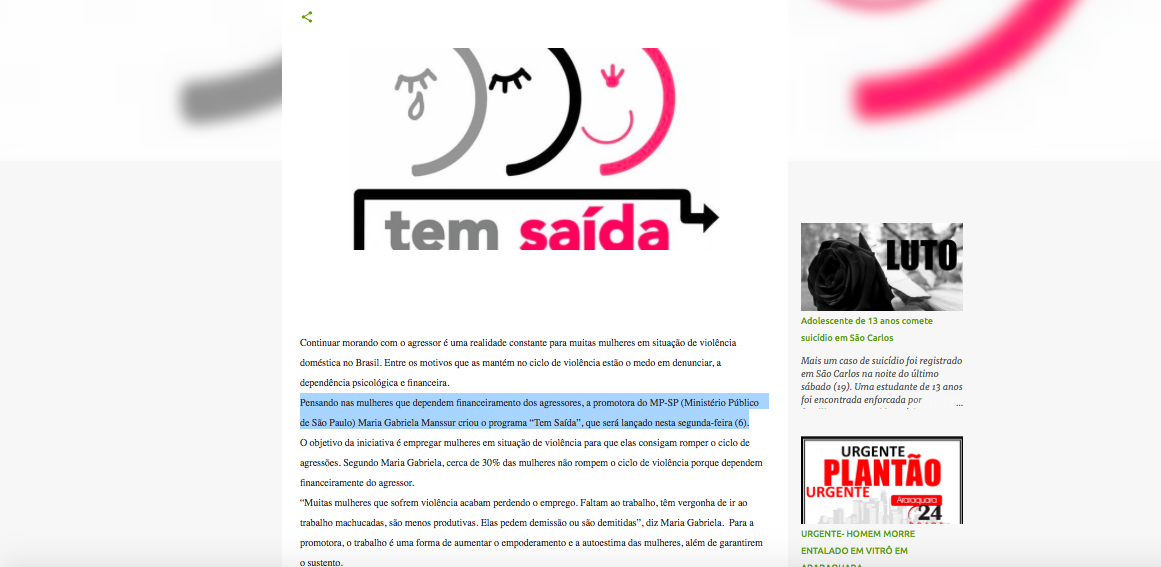 tem saída
Continuar morando com o agressor é uma realidade constante para muitas mulheres em situação de violência
doméstica no Brasil. Entre os motivos que as mantém no ciclo de violência estão o medo em denunciar, a
dependência psicológica e financeira.
Pensando nas mulheres que dependem financeiramento dos agressores, a promotora do MP-SP (Ministério Público
de São Paulo) Maria Gabriela Manssur criou o programa “Tem Saída”, que será lançado nesta segunda-feira (6).
O objetivo da iniciativa é empregar mulheres em situação de violência para que elas consigam romper o ciclo de
agressões. Segundo Maria Gabriela, cerca de 30% das mulheres não rompem o ciclo de violência porque dependem
financeiramente do agressor.
“Muitas mulheres que sofrem violência acabam perdendo o emprego. Faltam ao trabalho, têm vergonha de ir ao
trabalho machucadas, são menos produtivas. Elas pedem demissão ou são demitidas”, diz Maria Gabriela.  Para a
promotora, o trabalho é uma forma de aumentar o empoderamento e a autoestima das mulheres, além de garantirem
o sustento.
LUTO
Adolescente de 13 anos comete
suicídio em São Carlos
Mais um caso de suicídio foi registrado
em São Carlos na noite do último
sábado (19). Uma estudante de 13 anos
foi encontrada enforcada por
...
URGENTE
PLANTÃO
URGENTE
Araraquara
24
URGENTE- HOMEM MORRE
ENTALADO EM VITRÔ EM
ARARAQUARA